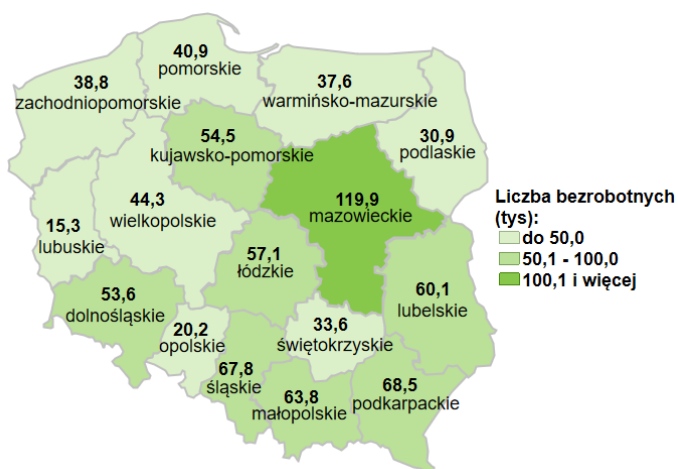 40,9
pomorskie
38,8
zachodniopomorskie
37,6
warmińsko-mazurskie
54,5
kujawsko-pomorskie
30,9
podlaskie
119,9
mazowieckie
44,3
wielkopolskie
15,3
lubuskie
57,1
łódzkie
60,1
lubelskie
53,6
dolnośląskie
20,2
opolskie
33,6
świętokrzyskie
67,8
śląskie
63,8
małopolskie
68,5
podkarpackie
Liczba bezrobotnych
(tys):
do 50,0
50,1 - 100,0
100,1 i więcej